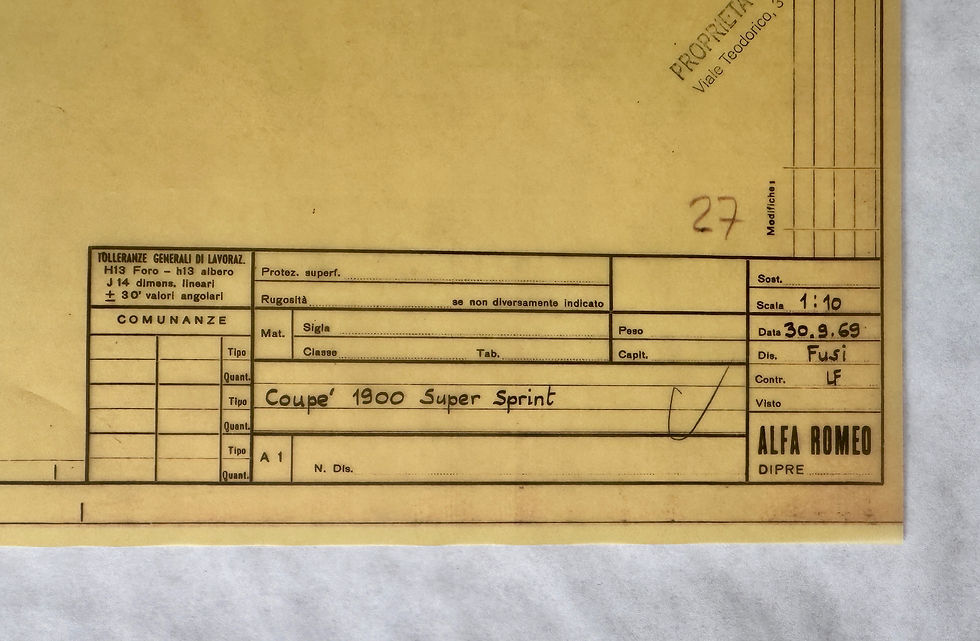 PROPRIETA
Viale Teodorico, 3
27
Modifiche
TOLLERANZE GENERALI DI LAVORAZ.
H13 Foro – h13 albero
J 14 dimens. lineari
± 30' valori angolari
COMUNANZE
Tipo
Quant.
Tipo
Quant.
Tipo
Quant.
Protez. superf.
Rugosità se non diversamente indicato
Mat.
Sigla
Classe Tab.
Peso
Capit.
Coupe' 1900 Super Sprint
A 1
N. Dis.
Sost.
Scala 1:10
Data 30.9.69
Dis. Fusi
Contr. LF
Visto
ALFA ROMEO
DIPRE